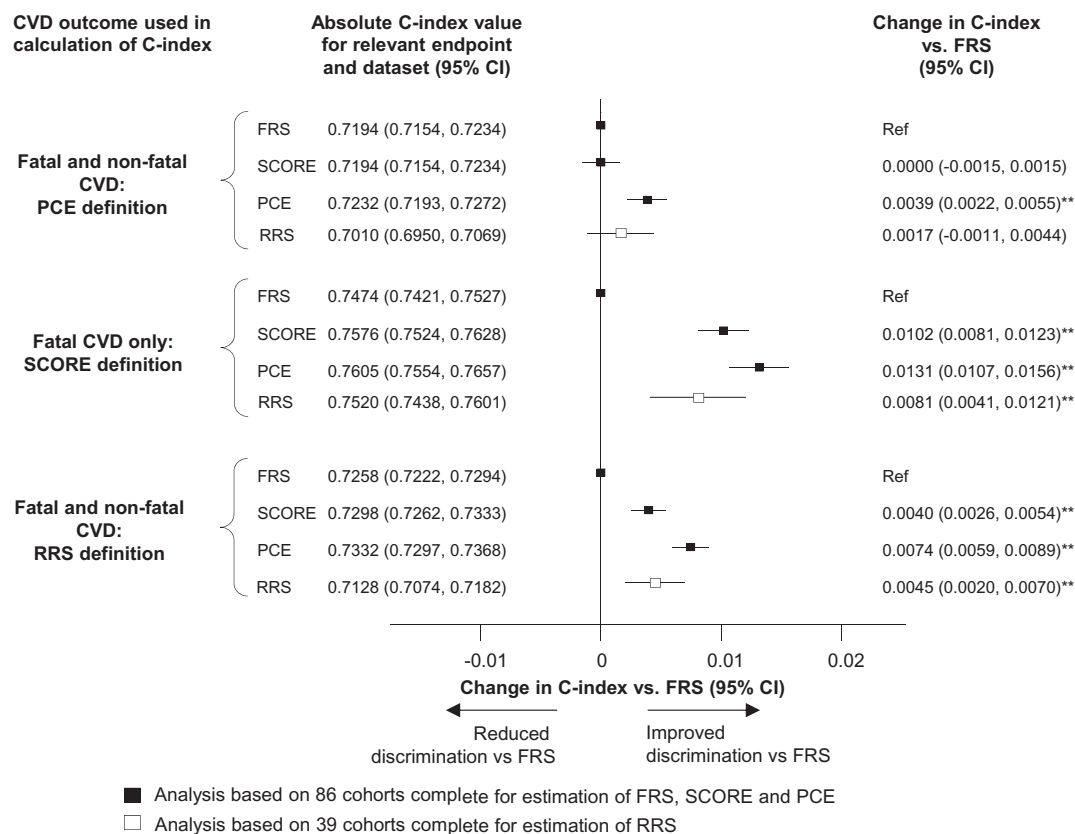 CVD outcome used in calculation of C-index
Absolute C-index value for relevant endpoint and dataset (95% CI)
Change in C-index vs. FRS (95% CI)
Fatal and non-fatal CVD: PCE definition
FRS 0.7194 (0.7154, 0.7234) Ref
SCORE 0.7194 (0.7154, 0.7234) 0.0000 (-0.0015, 0.0015)
PCE 0.7232 (0.7193, 0.7272) 0.0039 (0.0022, 0.0055)**
RRS 0.7010 (0.6950, 0.7069) 0.0017 (-0.0011, 0.0044)
Fatal CVD only: SCORE definition
FRS 0.7474 (0.7421, 0.7527) Ref
SCORE 0.7576 (0.7524, 0.7628) 0.0102 (0.0081, 0.0123)**
PCE 0.7605 (0.7554, 0.7657) 0.0131 (0.0107, 0.0156)**
RRS 0.7520 (0.7438, 0.7601) 0.0081 (0.0041, 0.0121)**
Fatal and non-fatal CVD: RRS definition
FRS 0.7258 (0.7222, 0.7294) Ref
SCORE 0.7298 (0.7262, 0.7333) 0.0040 (0.0026, 0.0054)**
PCE 0.7332 (0.7297, 0.7368) 0.0074 (0.0059, 0.0089)**
RRS 0.7128 (0.7074, 0.7182) 0.0045 (0.0020, 0.0070)**
-0.01 0 0.01 0.02
Change in C-index vs. FRS (95% CI)
Reduced discrimination vs FRS
Improved discrimination vs FRS
Analysis based on 86 cohorts complete for estimation of FRS, SCORE and PCE
Analysis based on 39 cohorts complete for estimation of RRS